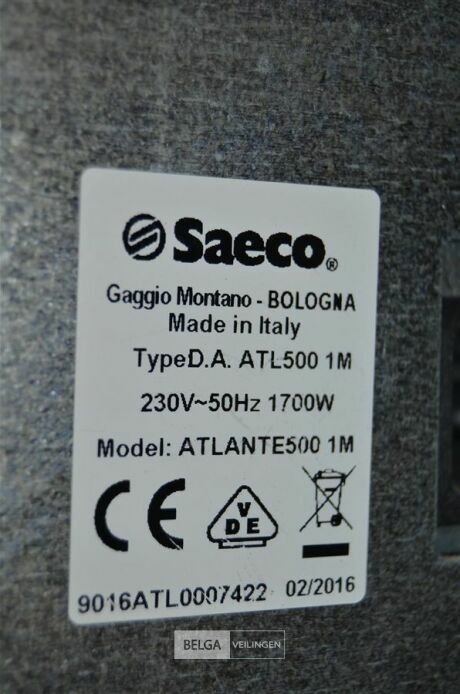 Saeco®
Gaggio Montano - BOLOGNA
Made in Italy
TypeD.A. ATL500 1M
230V~50Hz 1700W
Model: ATLANTE500 1M
CE
V
DE
9016ATL0007422 02/2016
BELGA VEILINGEN